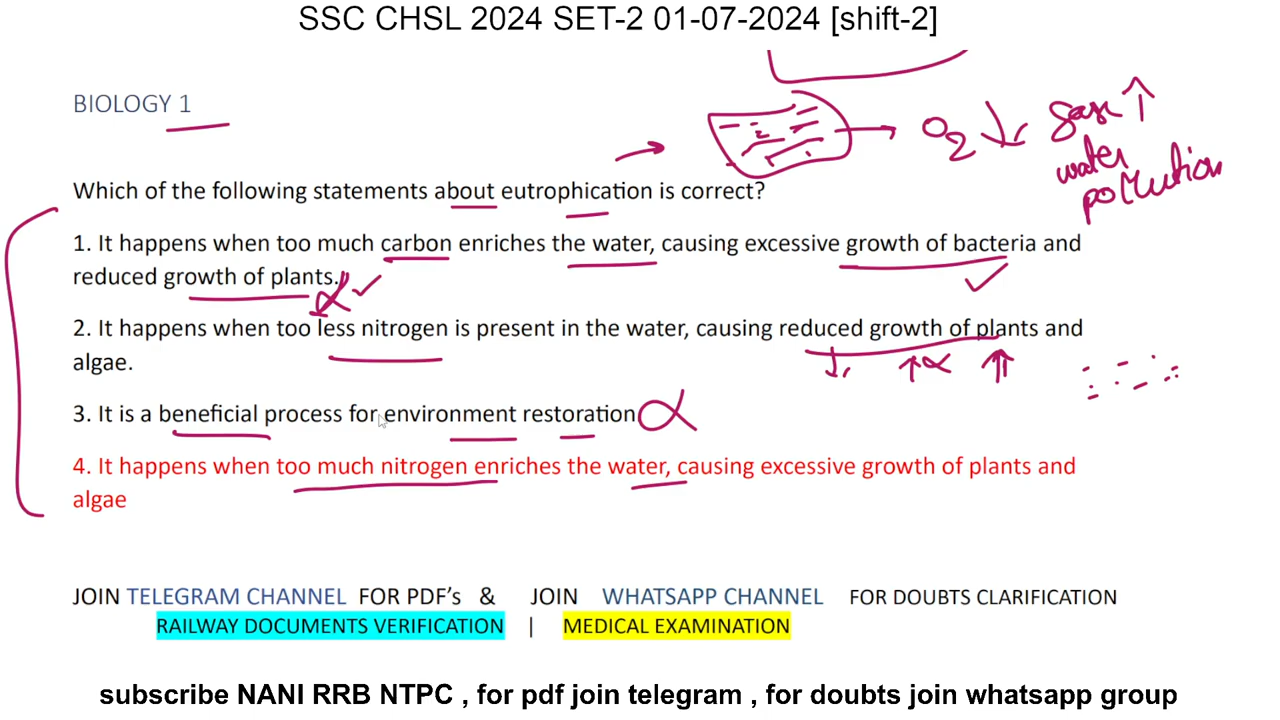 SSC CHSL 2024 SET-2 01-07-2024 [shift-2]
BIOLOGY 1
O2 ↓ gases ↑
water
pollution
Which of the following statements about eutrophication is correct?
1. It happens when too much carbon enriches the water, causing excessive growth of bacteria and
reduced growth of plants.
2. It happens when too less nitrogen is present in the water, causing reduced growth of plants and
algae.
3. It is a beneficial process for environment restoration
4. It happens when too much nitrogen enriches the water, causing excessive growth of plants and
algae
JOIN TELEGRAM CHANNEL FOR PDF’s & JOIN WHATSAPP CHANNEL FOR DOUBTS CLARIFICATION
RAILWAY DOCUMENTS VERIFICATION | MEDICAL EXAMINATION
subscribe NANI RRB NTPC , for pdf join telegram , for doubts join whatsapp group